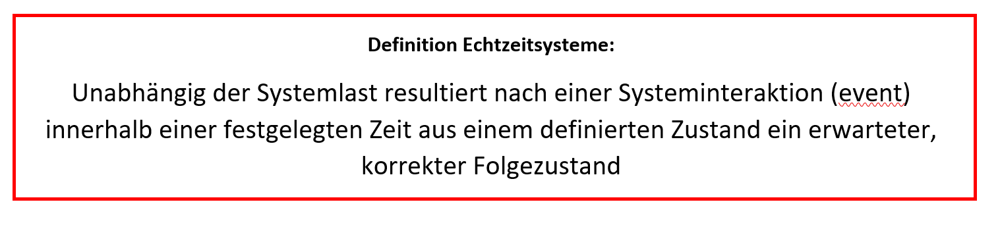 Definition Echtzeitsysteme:
Unabhängig der Systemlast resultiert nach einer Systeminteraktion (event)
innerhalb einer festgelegten Zeit aus einem definierten Zustand ein erwarteter,
korrekter Folgezustand